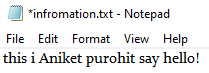 *infromation.txt - Notepad
File Edit Format View Help
this i Aniket purohit say hello!